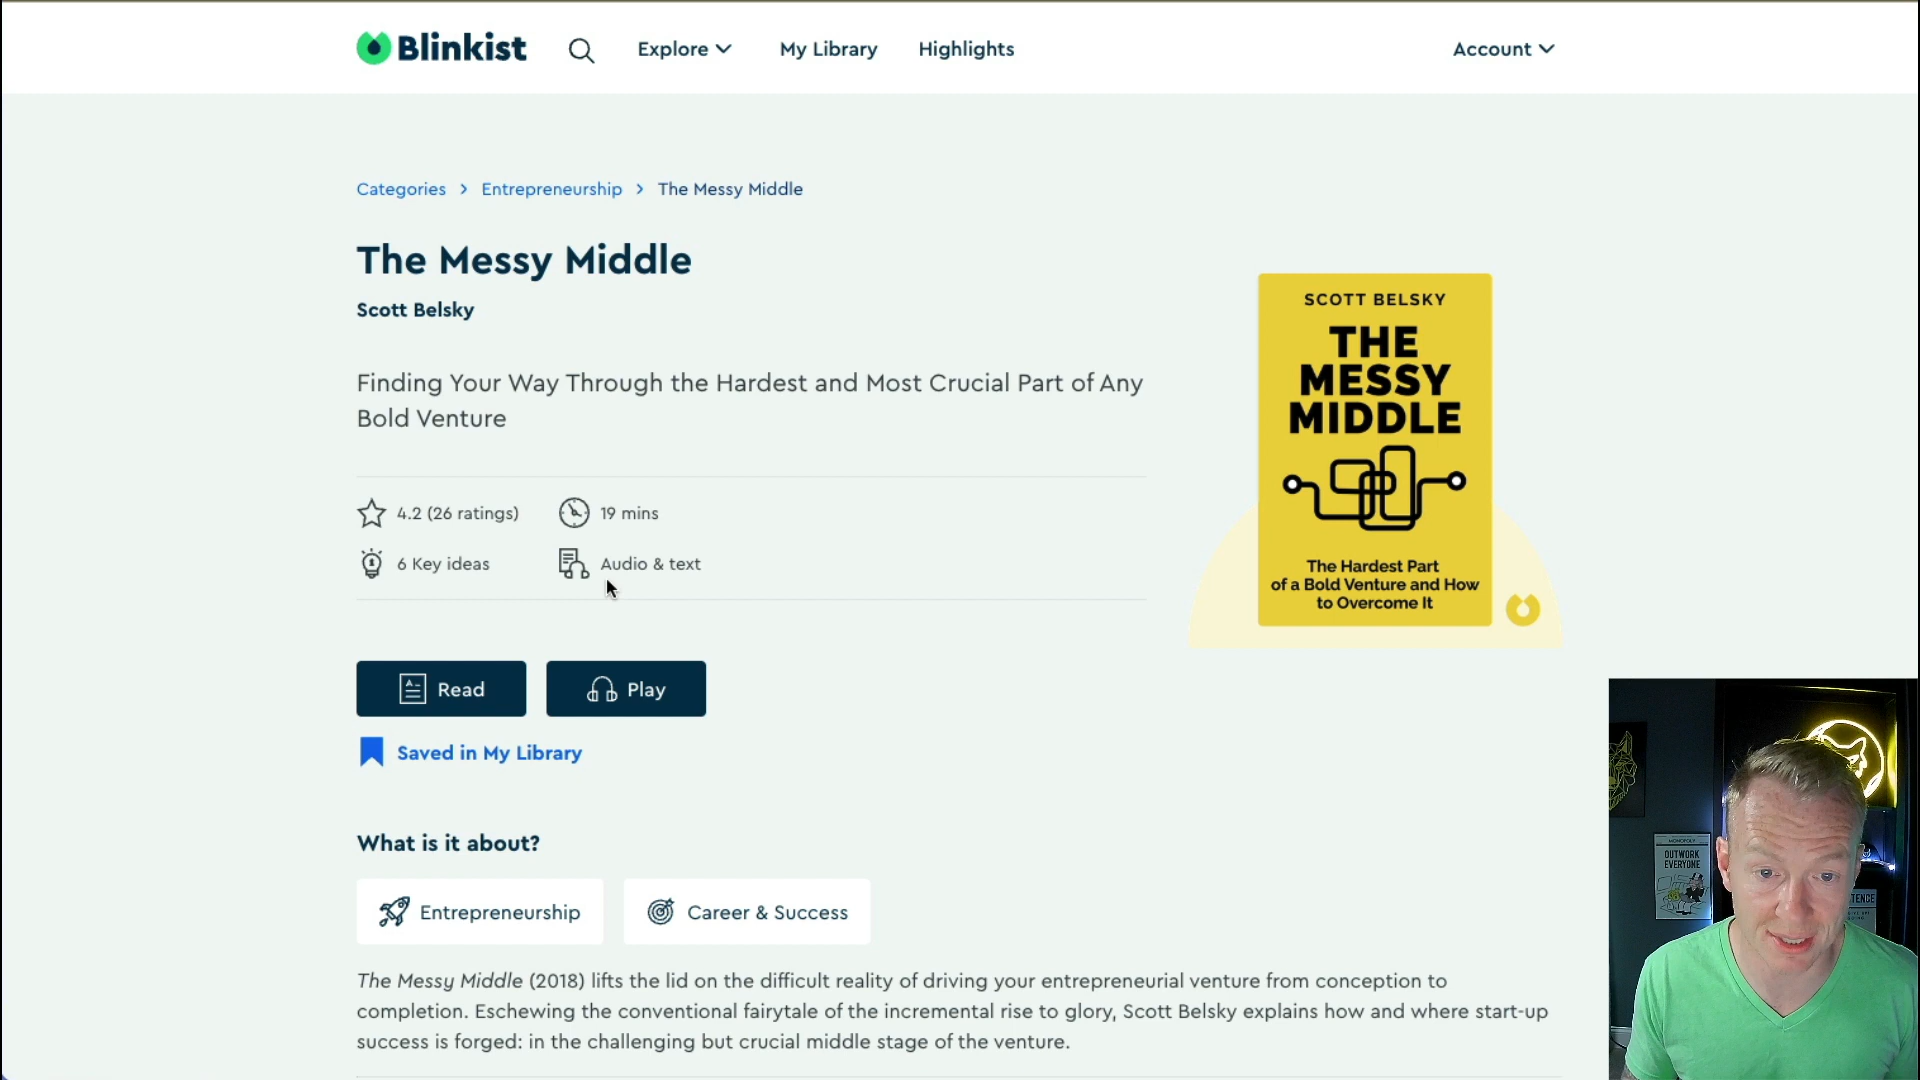 Blinkist
Explore
My Library
Highlights
Account
Categories > Entrepreneurship > The Messy Middle
The Messy Middle
Scott Belsky
Finding Your Way Through the Hardest and Most Crucial Part of Any
Bold Venture
4.2 (26 ratings)
19 mins
6 Key ideas
Audio & text
Read
Play
Saved in My Library
SCOTT BELSKY
THE
MESSY
MIDDLE
The Hardest Part
of a Bold Venture and How
to Overcome It
What is it about?
Entrepreneurship
Career & Success
The Messy Middle (2018) lifts the lid on the difficult reality of driving your entrepreneurial venture from conception to
completion. Eschewing the conventional fairytale of the incremental rise to glory, Scott Belsky explains how and where start-up
success is forged: in the challenging but crucial middle stage of the venture.
MONOPOLY
OUTWORK
EVERYONE